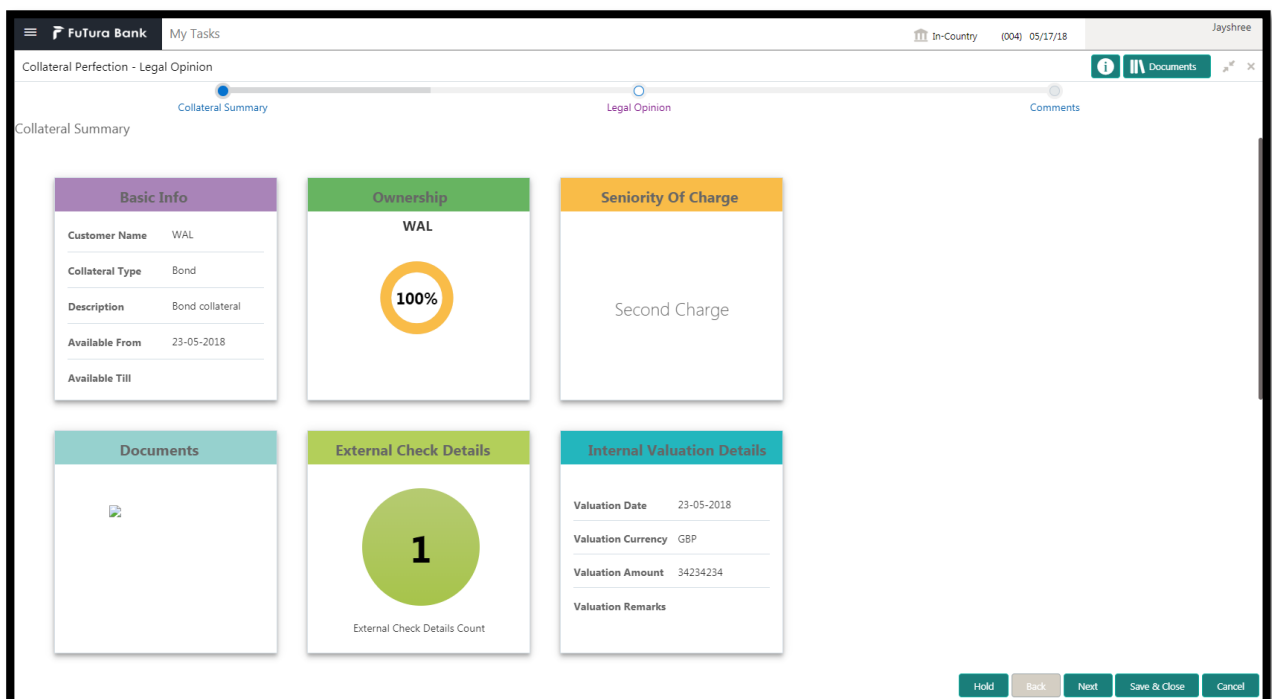 FuTura Bank
My Tasks
In-Country
(004) 05/17/18
Jayshree
Collateral Perfection - Legal Opinion
Documents
Collateral Summary
Legal Opinion
Comments
Collateral Summary
Basic Info
Customer Name WAL
Collateral Type Bond
Description Bond collateral
Available From 23-05-2018
Available Till
Ownership
WAL
100%
Seniority Of Charge
Second Charge
Documents
External Check Details
1
External Check Details Count
Internal Valuation Details
Valuation Date 23-05-2018
Valuation Currency GBP
Valuation Amount 34234234
Valuation Remarks
Hold
Back
Next
Save & Close
Cancel